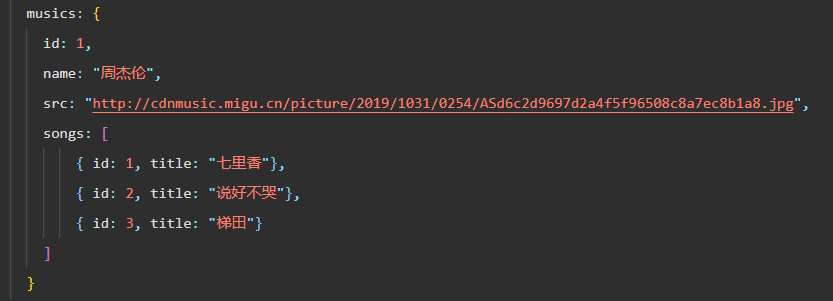 musics: {
id: 1,
name: "周杰伦",
src: "http://cdnmusic.migu.cn/picture/2019/1031/0254/ASd6c2d9697d2a4f5f96508c8a7ec8b1a8.jpg",
songs: [
{ id: 1, title: "七里香"},
{ id: 2, title: "说好不哭"},
{ id: 3, title: "梯田"}
]
}